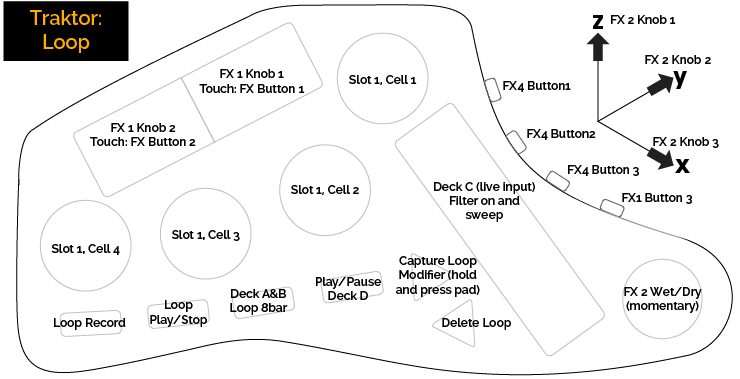 Traktor:
Loop
z
FX 2 Knob 1
FX 1 Knob 1
Touch: FX Button 1
Slot 1, Cell 1
FX 2 Knob 2
y
FX4 Button1
FX 1 Knob 2
Touch: FX Button 2
FX4 Button2
FX 2 Knob 3
x
FX4 Button 3
Slot 1, Cell 2
Deck C (live input)
Filter on and
sweep
FX1 Button 3
Slot 1, Cell 4
Slot 1, Cell 3
Capture Loop
Modifier (hold
and press pad)
Play/Pause
Deck D
Deck A&B
Loop 8bar
Loop
Play/Stop
Loop Record
Delete Loop
FX 2 Wet/Dry
(momentary)